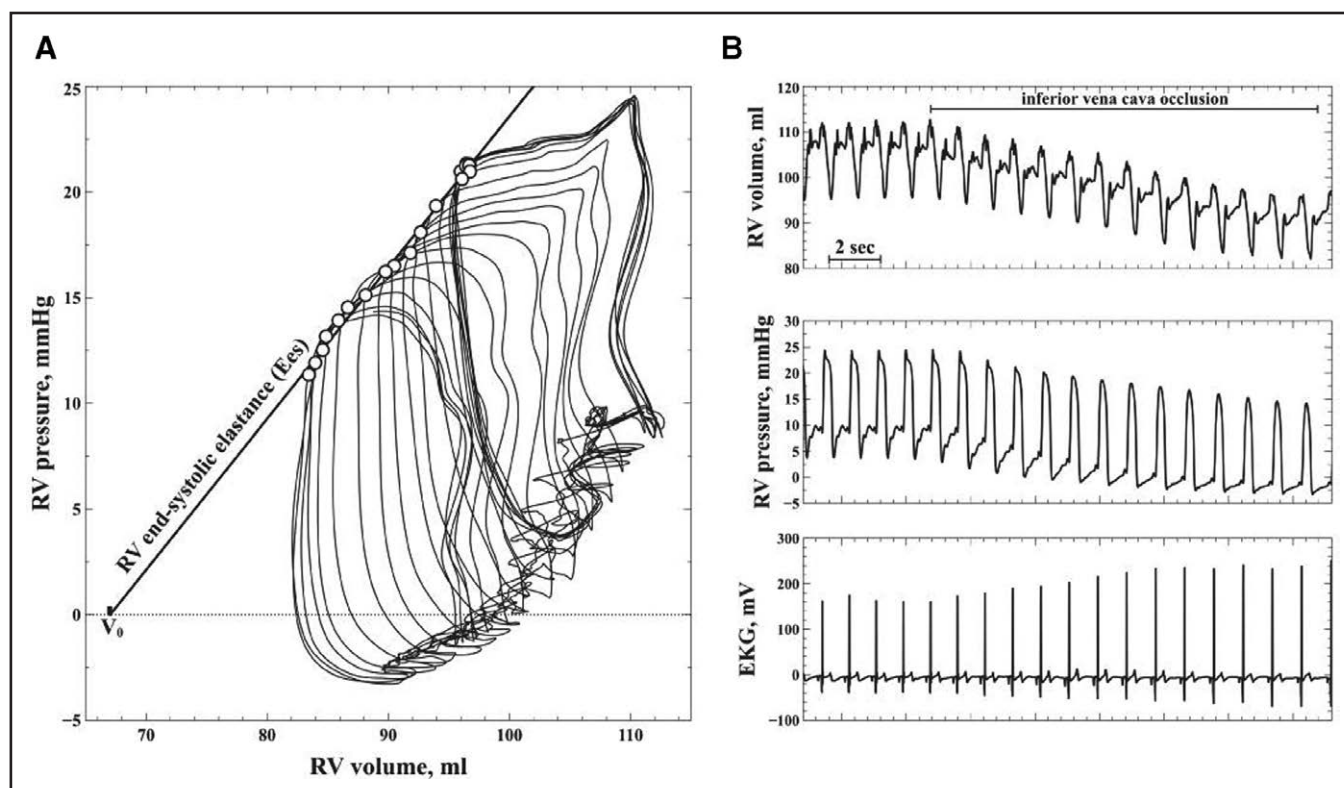 A
RV pressure, mmHg
25
20
15
10
5
0
−5
RV end-systolic elastance (Ees)
V0
70
80
90
100
110
RV volume, ml
B
RV volume, ml
120
110
100
90
80
inferior vena cava occlusion
2 sec
RV pressure, mmHg
30
25
20
15
10
5
0
−5
EKG, mV
300
200
100
0
−100